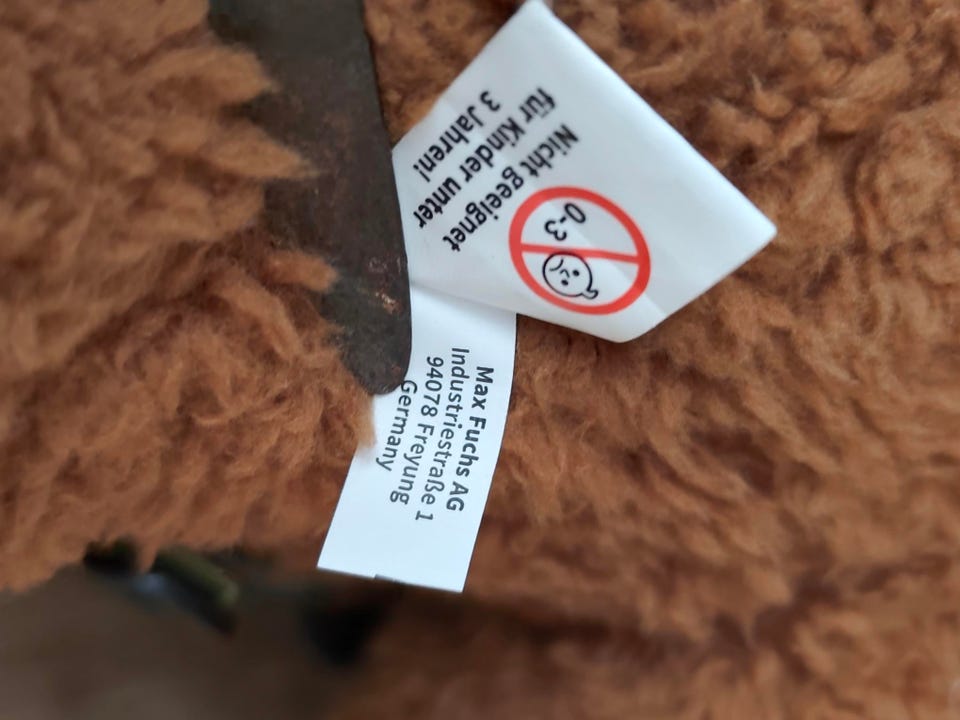 Nicht geeignet
für Kinder unter
3 Jahren!
0-3
Max Fuchs AG
Industriestraße 1
94078 Freyung
Germany